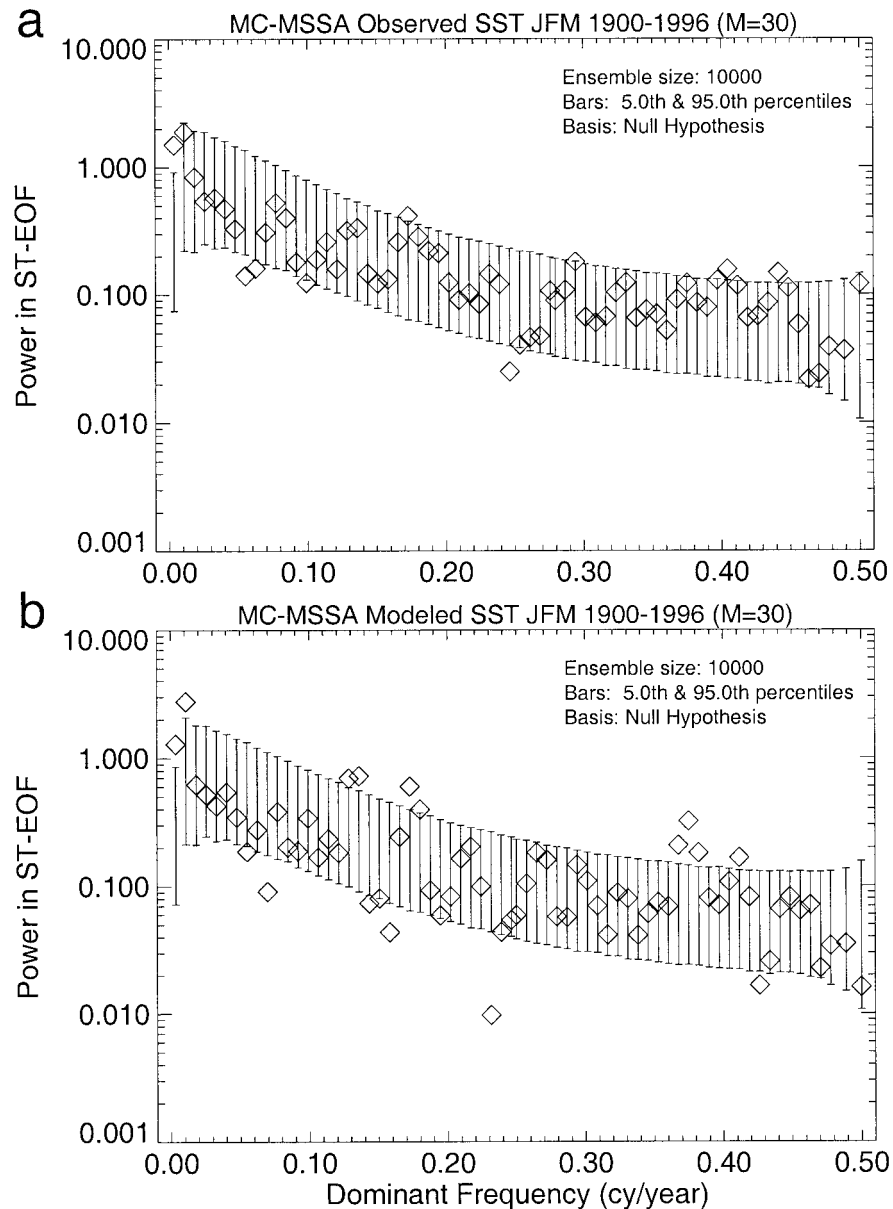 a
MC-MSSA Observed SST JFM 1900-1996 (M=30)
10.000
1.000
0.100
0.010
0.001
Power in ST-EOF
Ensemble size: 10000
Bars: 5.0th & 95.0th percentiles
Basis: Null Hypothesis
0.00 0.10 0.20 0.30 0.40 0.50
b
MC-MSSA Modeled SST JFM 1900-1996 (M=30)
10.000
1.000
0.100
0.010
0.001
Power in ST-EOF
Ensemble size: 10000
Bars: 5.0th & 95.0th percentiles
Basis: Null Hypothesis
0.00 0.10 0.20 0.30 0.40 0.50
Dominant Frequency (cy/year)